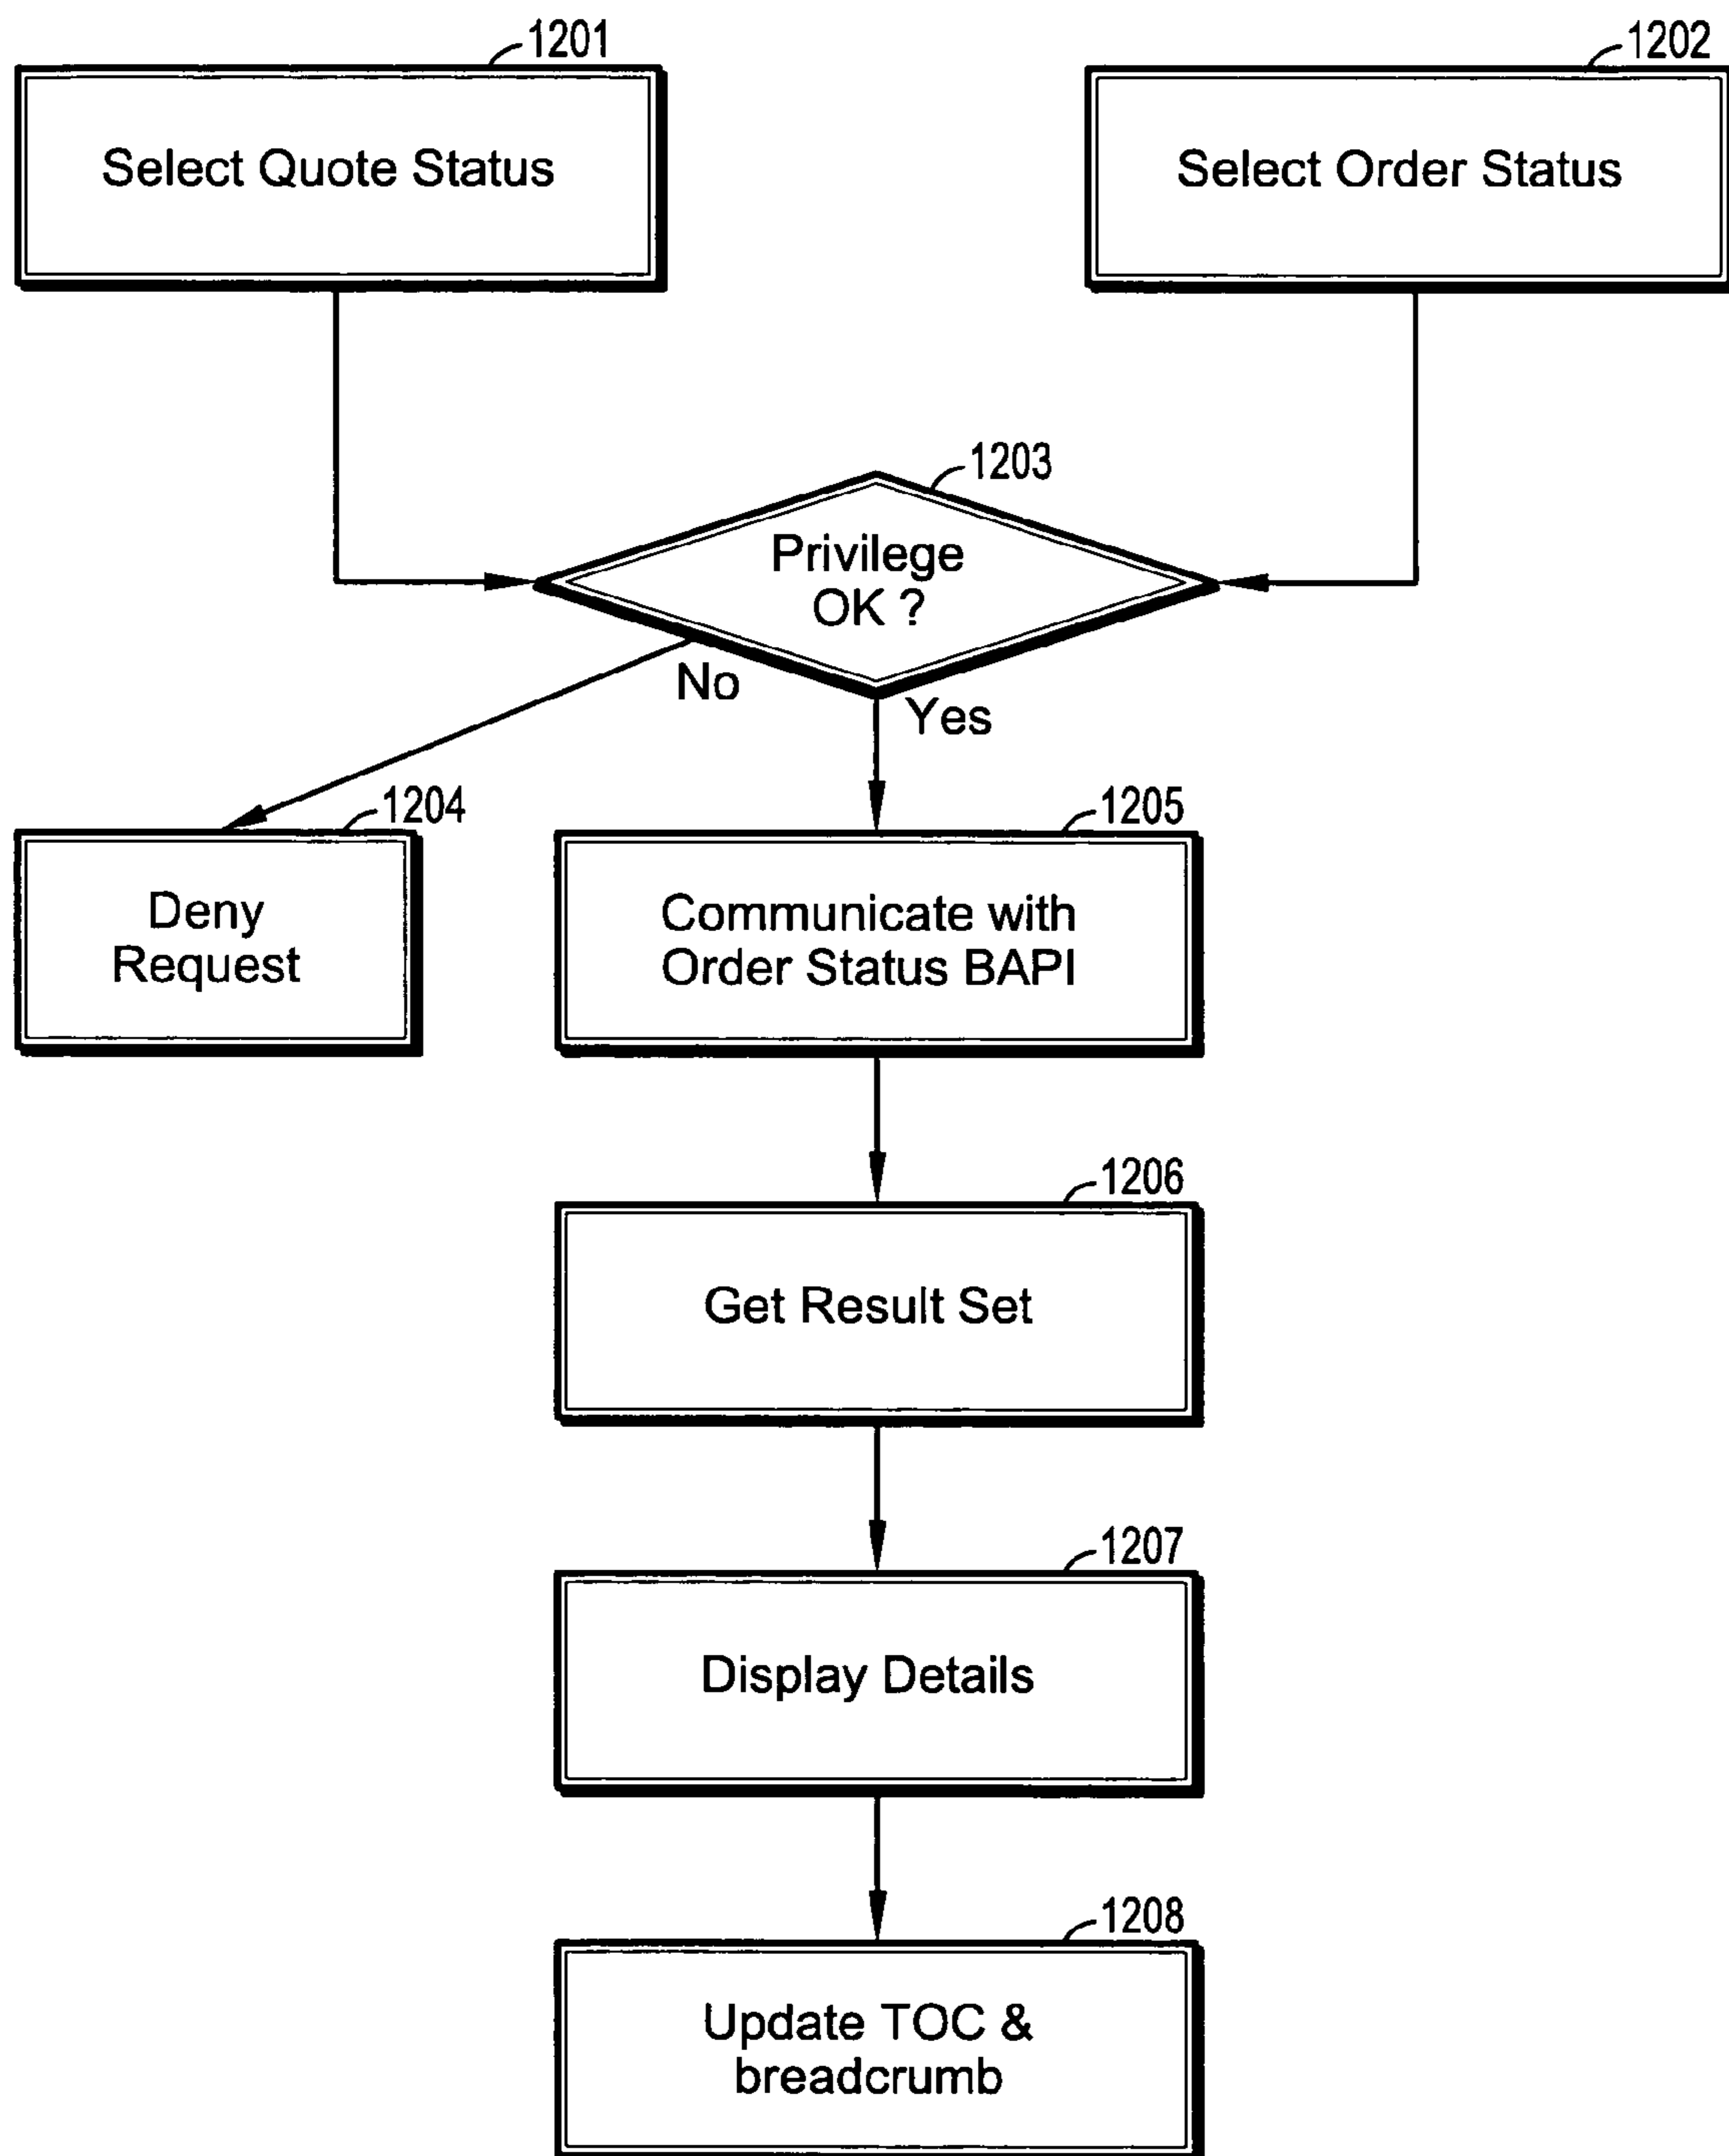 1201
1202
Select Quote Status
Select Order Status
1203
Privilege
OK ?
No
Yes
1204
1205
Deny
Request
Communicate with
Order Status BAPI
1206
Get Result Set
1207
Display Details
1208
Update TOC &
breadcrumb